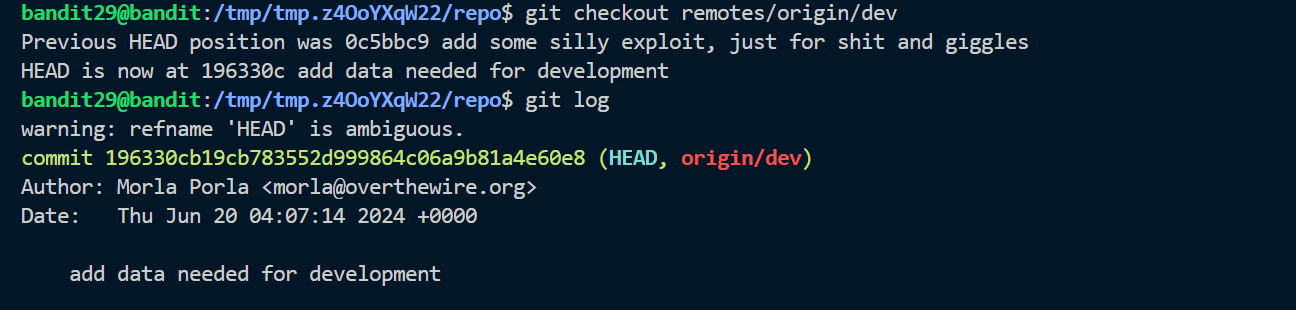 bandit29@bandit:/tmp/tmp.z4OoYXqW22/repo$ git checkout remotes/origin/dev
Previous HEAD position was 0c5bbc9 add some silly exploit, just for shit and giggles
HEAD is now at 196330c add data needed for development
bandit29@bandit:/tmp/tmp.z4OoYXqW22/repo$ git log
warning: refname 'HEAD' is ambiguous.
commit 196330cb19cb783552d999864c06a9b81a4e60e8 (HEAD, origin/dev)
Author: Morla Porla <morla@overthewire.org>
Date:   Thu Jun 20 04:07:14 2024 +0000
    add data needed for development